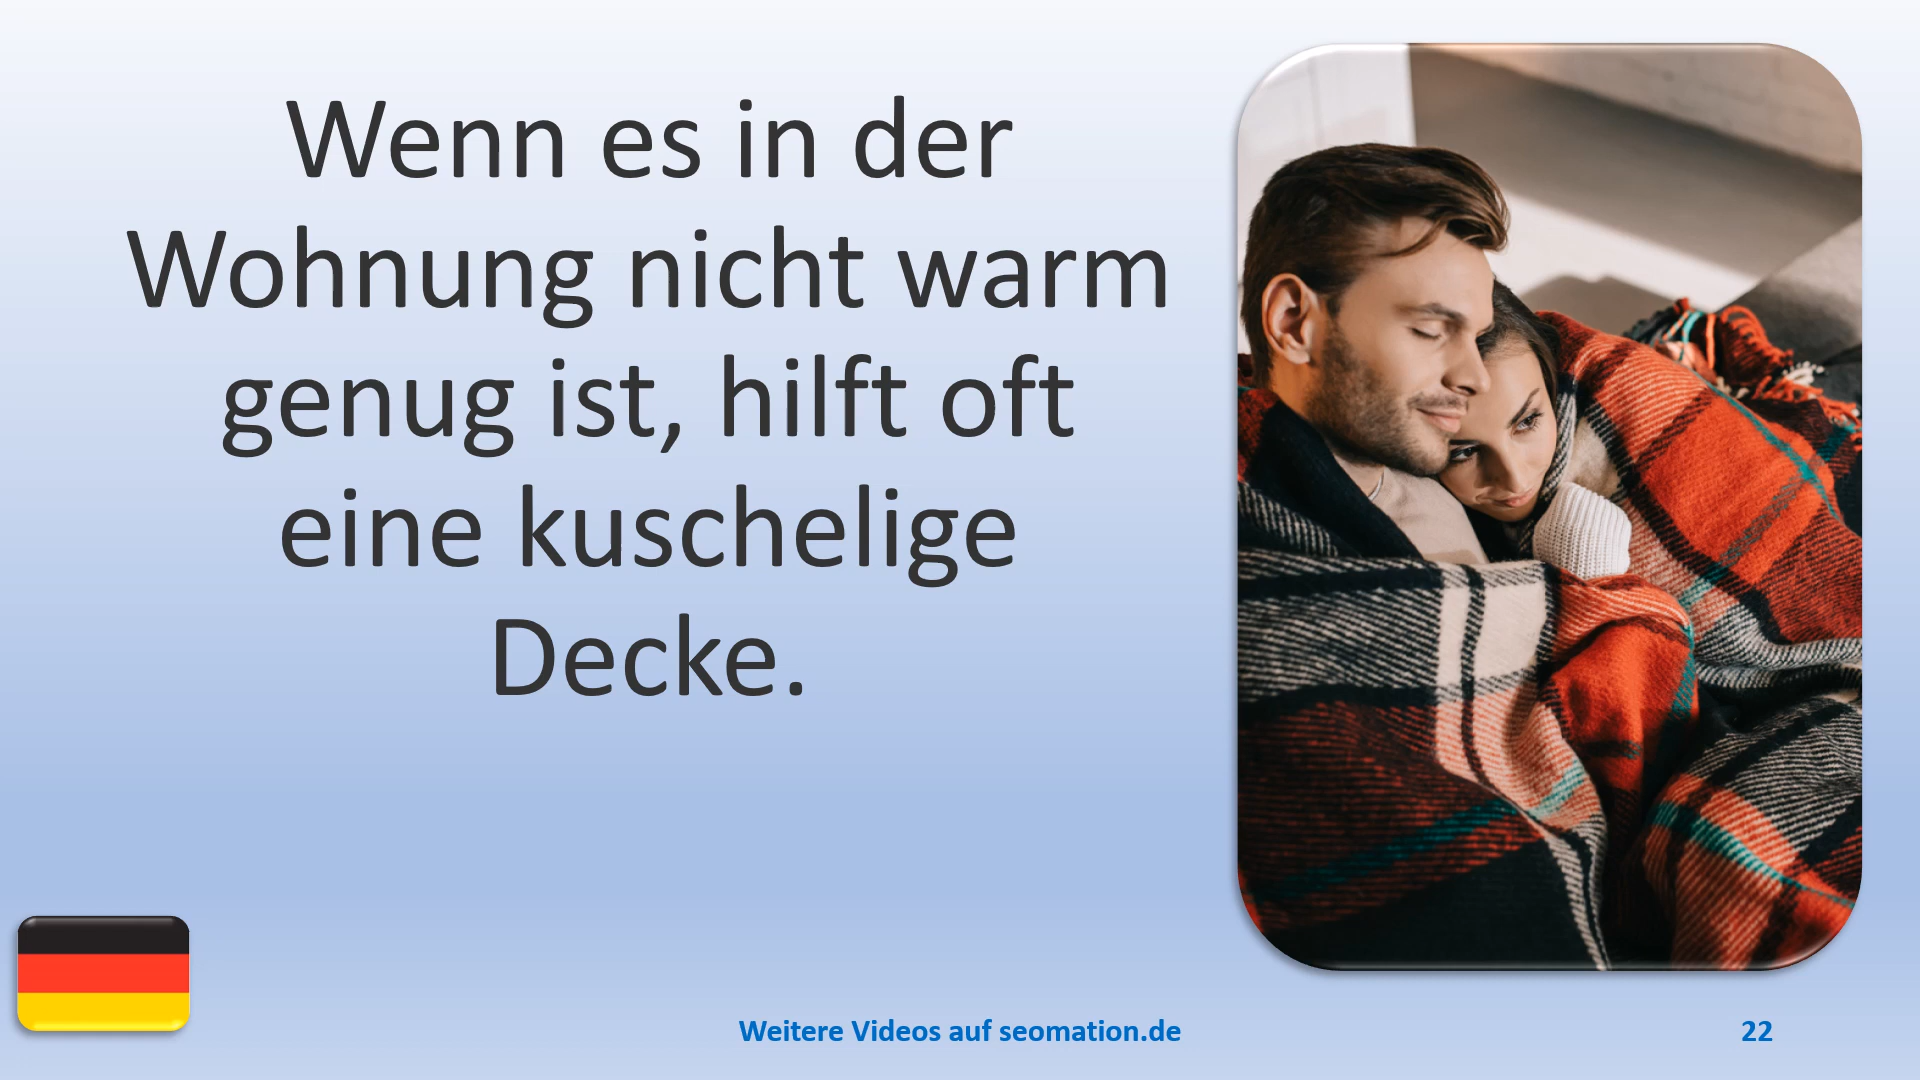 Wenn es in der
Wohnung nicht warm
genug ist, hilft oft
eine kuschelige
Decke.
Weitere Videos auf seomation.de
22